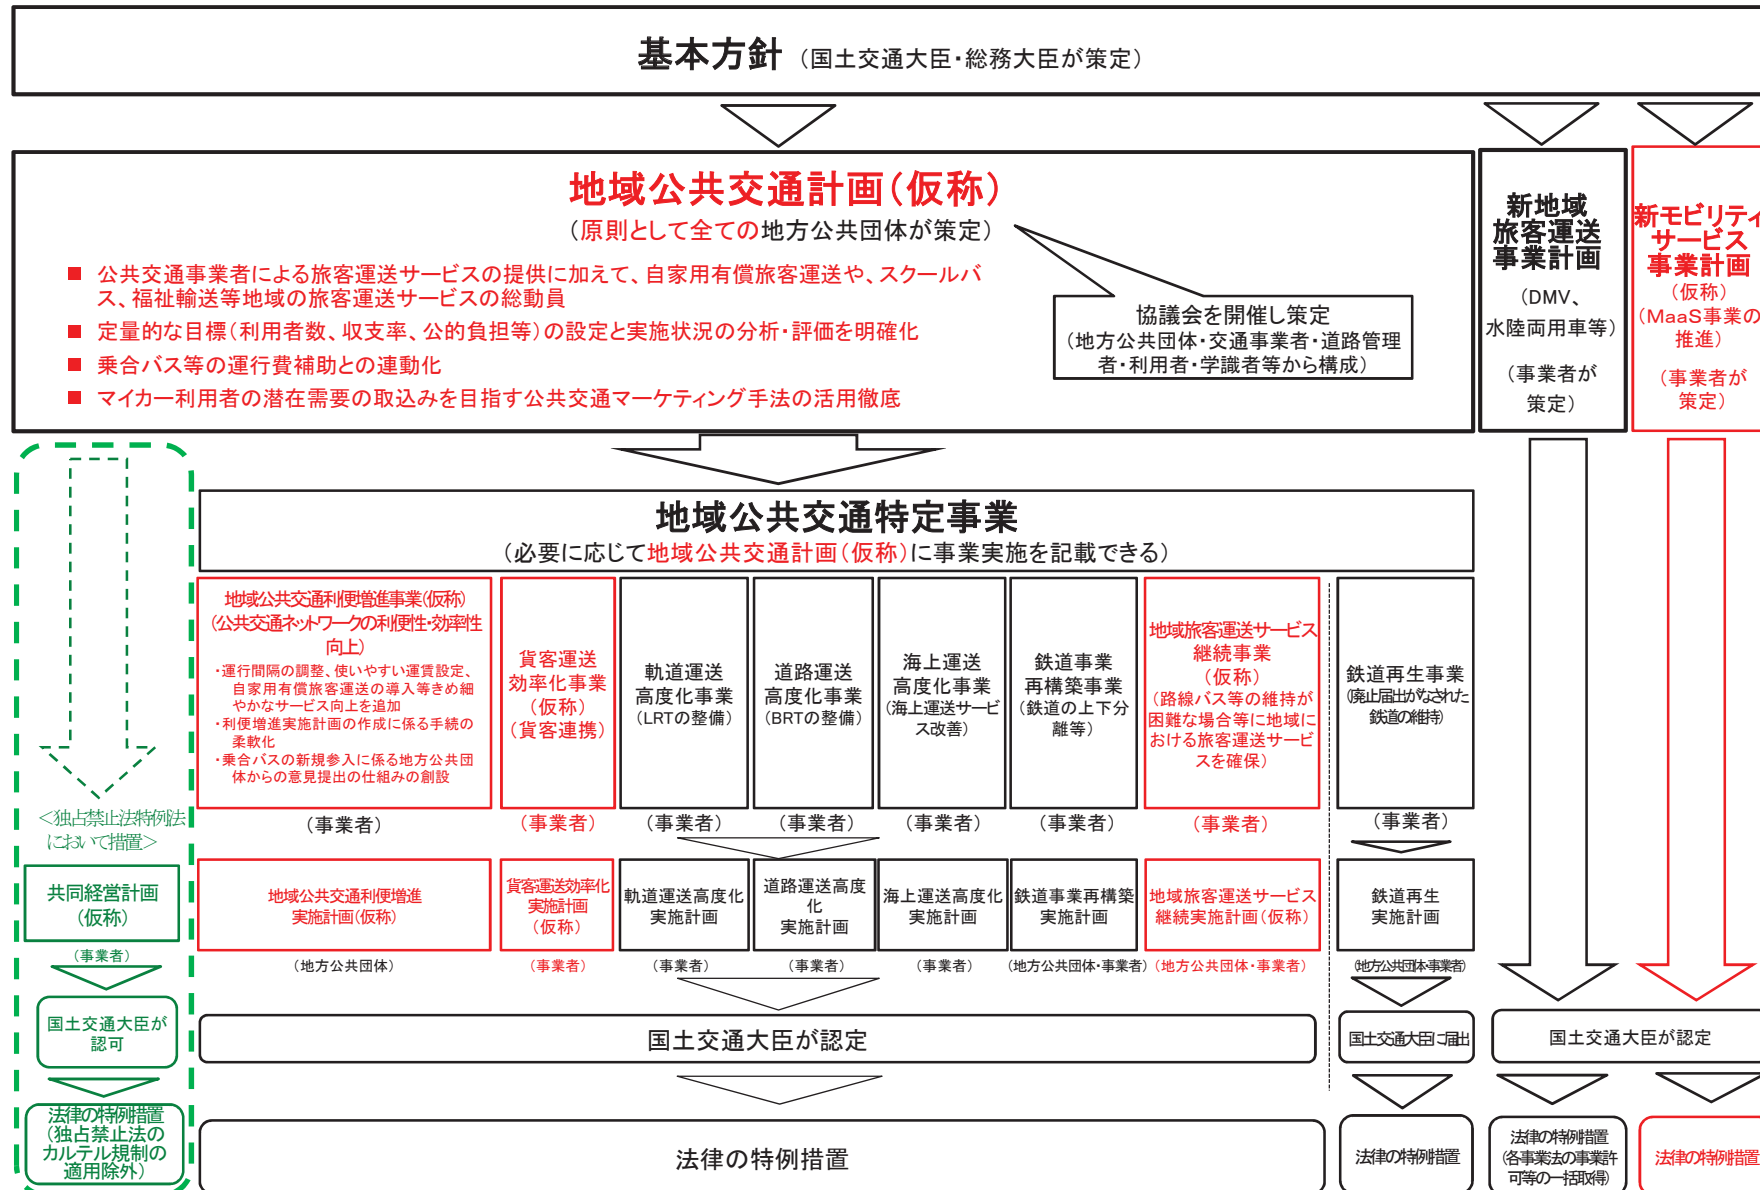 基本方針（国土交通大臣・総務大臣が策定）
地域公共交通計画（仮称）
（原則として全ての地方公共団体が策定）
■ 公共交通事業者による旅客運送サービスの提供に加えて、自家用有償旅客運送や、スクールバ
ス、福祉輸送等地域の旅客運送サービスの総動員
■ 定量的な目標（利用者数、収支率、公的負担等）の設定と実施状況の分析・評価を明確化
■ 乗合バス等の運行費補助との連動化
■ マイカー利用者の潜在需要の取込みを目指す公共交通マーケティング手法の活用徹底
協議会を開催し策定
（地方公共団体・交通事業者・道路管理
者・利用者・学識者等から構成）
新地域
旅客運送
事業計画
（DMV、
水陸両用車等）
（事業者が
策定）
新モビリティ
サービス
事業計画
（仮称）
（MaaS事業の
推進）
（事業者が
策定）
地域公共交通特定事業
（必要に応じて地域公共交通計画（仮称）に事業実施を記載できる）
地域公共交通利便増進事業（仮称）
（公共交通ネットワークの利便性・効率性
向上）
・運行間隔の調整、使いやすい運賃設定、
自家用有償旅客運送の導入等きめ細
やかなサービス向上を追加
・利便増進実施計画の作成に係る手続の
柔軟化
・乗合バスの新規参入に係る地方公共団
体からの意見提出の仕組みの創設
貨客運送
効率化事業
（仮称）
（貨客連携）
軌道運送
高度化事業
（LRTの整備）
道路運送
高度化事業
（BRTの整備）
海上運送
高度化事業
（海上運送サービ
ス改善）
鉄道事業
再構築事業
（鉄道の上下分
離等）
地域旅客運送サービス
継続事業
（仮称）
（路線バス等の維持が
困難な場合等に地域に
おける旅客運送サービ
スを確保）
鉄道再生事業
（廃止届出がなされた
鉄道の維持）
＜独占禁止法特例法
において措置＞
（事業者）
（事業者）
（事業者）
（事業者）
（事業者）
（事業者）
（事業者）
（事業者）
共同経営計画
（仮称）
地域公共交通利便増進
実施計画（仮称）
貨客運送効率化
実施計画
（仮称）
軌道運送高度化
実施計画
道路運送高度
化
実施計画
海上運送高度化
実施計画
鉄道事業再構築
実施計画
地域旅客運送サービス
継続実施計画（仮称）
鉄道再生
実施計画
（事業者）
（地方公共団体）
（事業者）
（事業者）
（事業者）
（事業者）
（地方公共団体・事業者）
（地方公共団体・事業者）
（地方公共団体・事業者）
国土交通大臣が
認可
国土交通大臣が認定
国土交通大臣に届出
国土交通大臣が認定
法律の特例措置
（独占禁止法の
カルテル規制の
適用除外）
法律の特例措置
法律の特例措置
法律の特例措置
（各事業法の事業許
可等の一括取得）
法律の特例措置